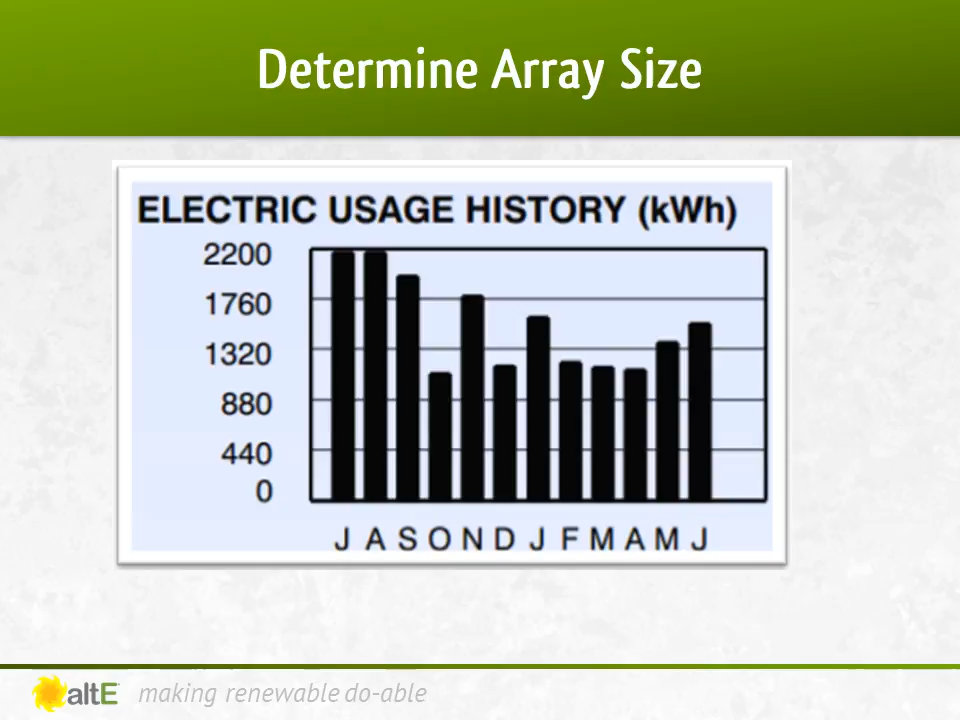 Determine Array Size
ELECTRIC USAGE HISTORY (kWh)
2200
1760
1320
880
440
0
J A S O N D J F M A M J
altE making renewable do-able